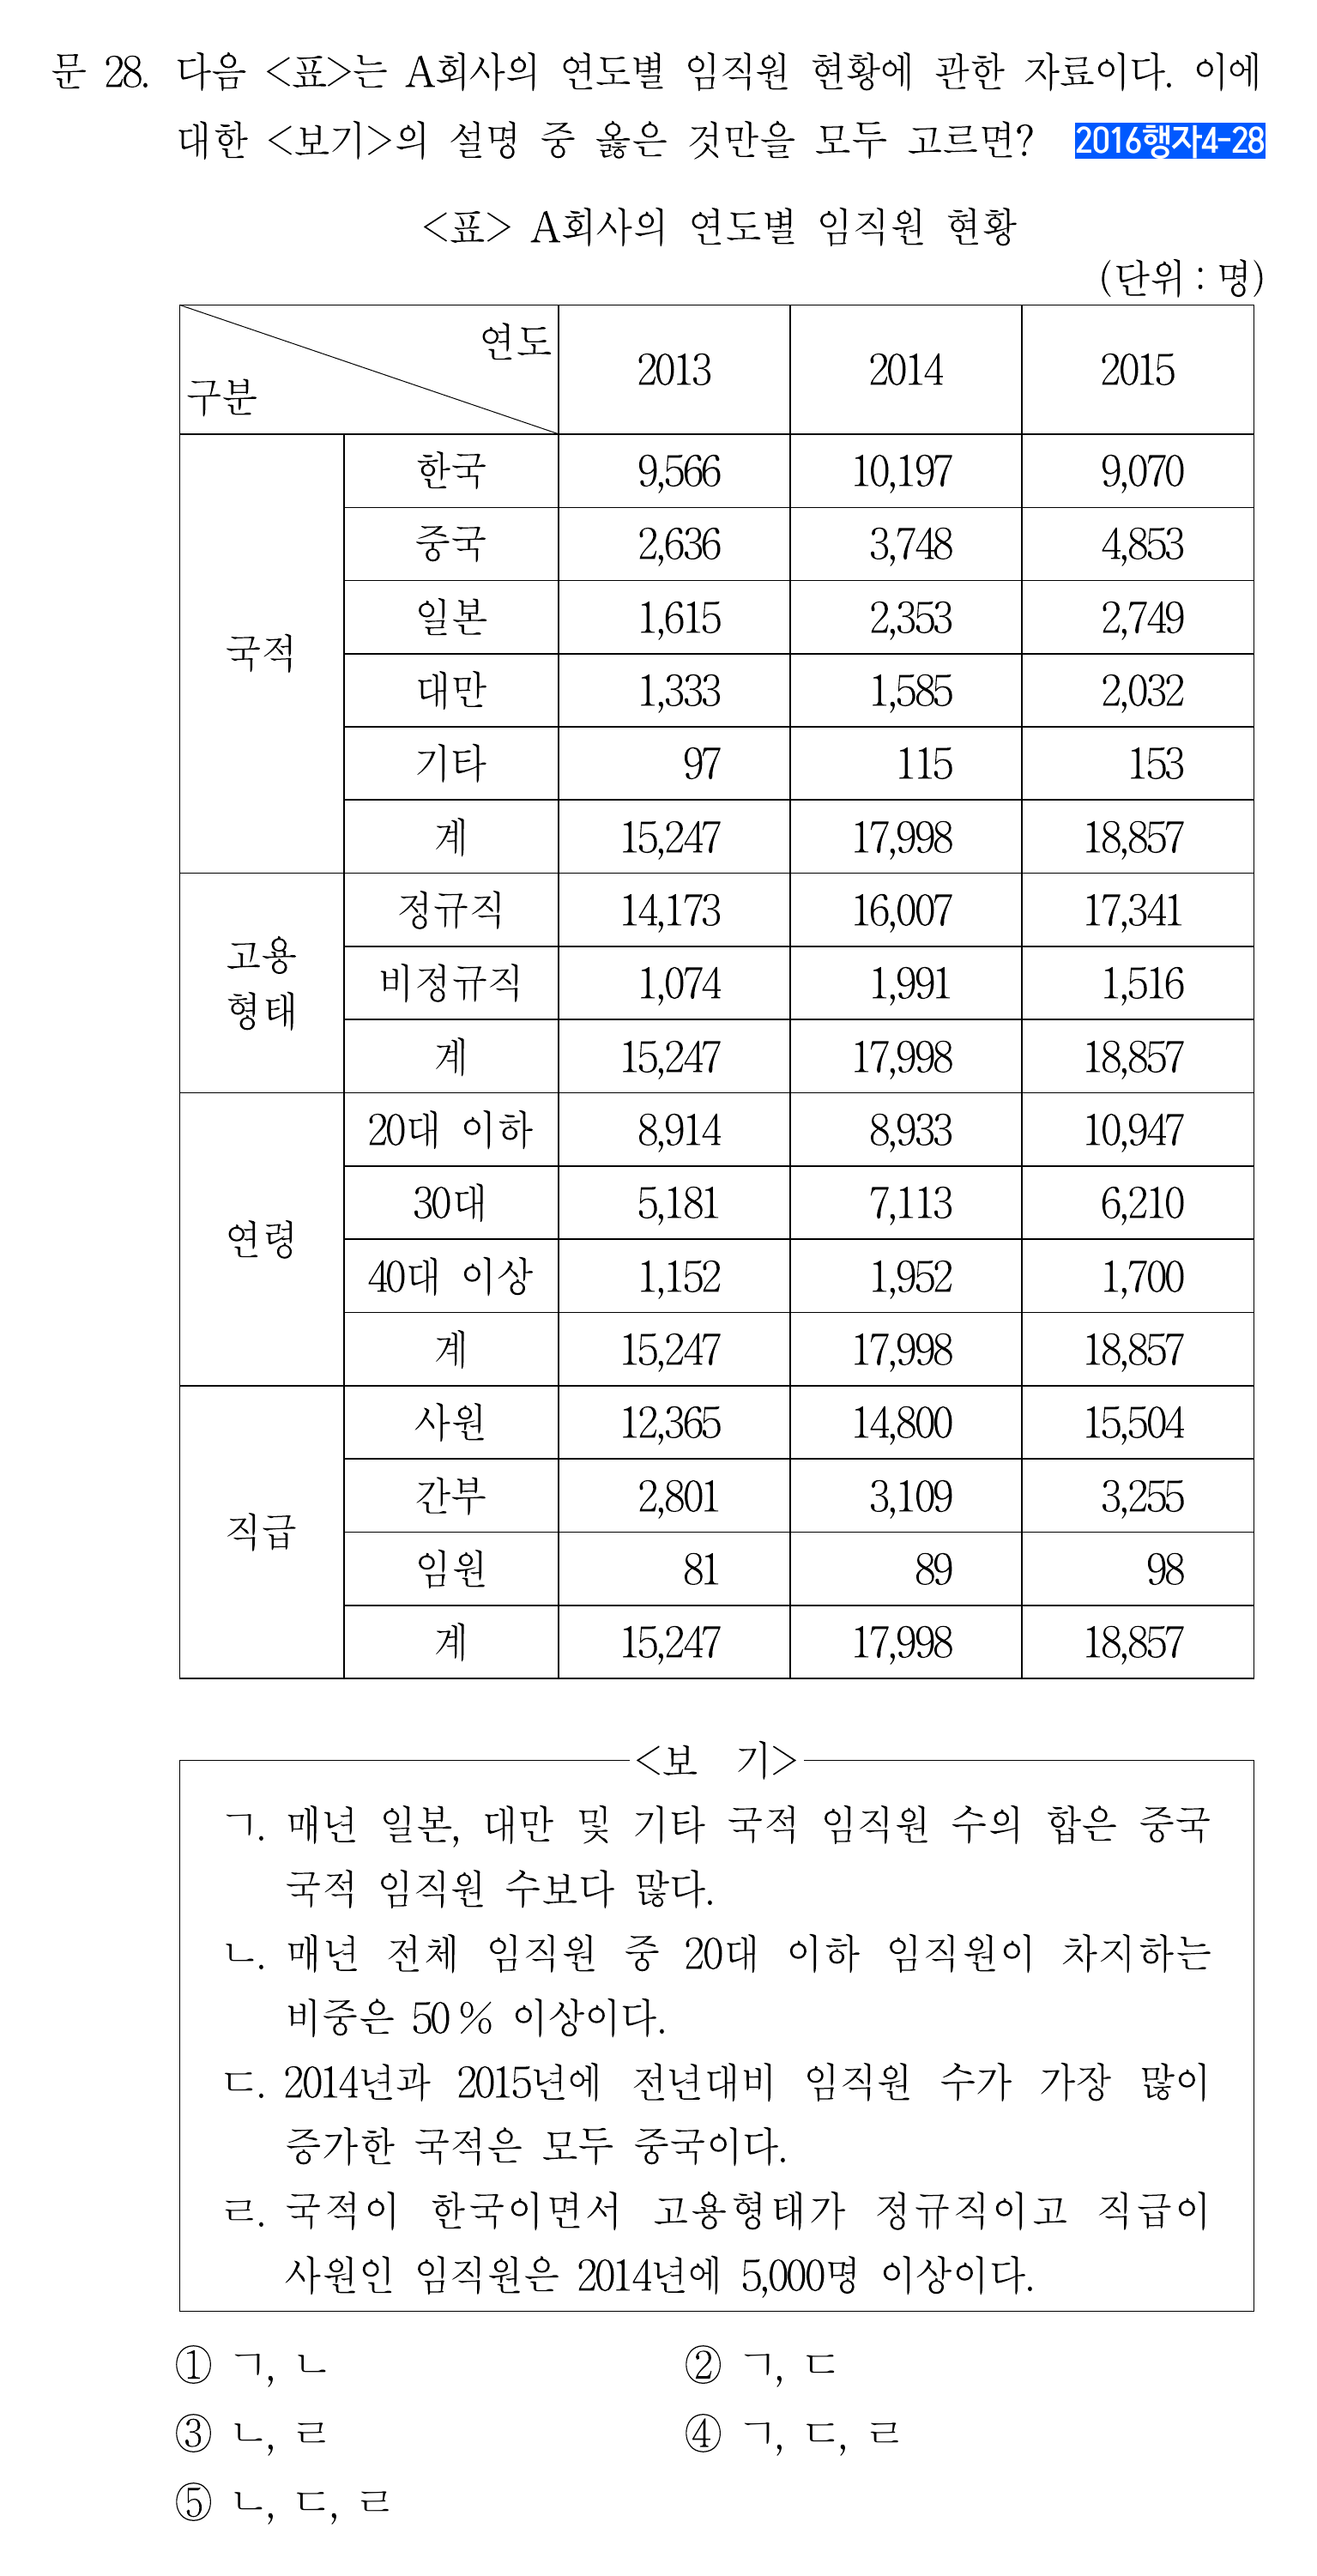 문 28. 다음 <표>는 A회사의 연도별 임직원 현황에 관한 자료이다. 이에
대한 <보기>의 설명 중 옳은 것만을 모두 고르면? 2016행자4-28
<표> A회사의 연도별 임직원 현황
(단위 : 명)
연도
구분
2013 2014 2015
국적
한국 9,566 10,197 9,070
중국 2,636 3,748 4,853
일본 1,615 2,353 2,749
대만 1,333 1,585 2,032
기타 97 115 153
계 15,247 17,998 18,857
고용
형태
정규직 14,173 16,007 17,341
비정규직 1,074 1,991 1,516
계 15,247 17,998 18,857
연령
20대 이하 8,914 8,933 10,947
30대 5,181 7,113 6,210
40대 이상 1,152 1,952 1,700
계 15,247 17,998 18,857
직급
사원 12,365 14,800 15,504
간부 2,801 3,109 3,255
임원 81 89 98
계 15,247 17,998 18,857
<보 기>
ㄱ. 매년 일본, 대만 및 기타 국적 임직원 수의 합은 중국
국적 임직원 수보다 많다.
ㄴ. 매년 전체 임직원 중 20대 이하 임직원이 차지하는
비중은 50% 이상이다.
ㄷ. 2014년과 2015년에 전년대비 임직원 수가 가장 많이
증가한 국적은 모두 중국이다.
ㄹ. 국적이 한국이면서 고용형태가 정규직이고 직급이
사원인 임직원은 2014년에 5,000명 이상이다.
① ㄱ, ㄴ ② ㄱ, ㄷ
③ ㄴ, ㄹ ④ ㄱ, ㄷ, ㄹ
⑤ ㄴ, ㄷ, ㄹ